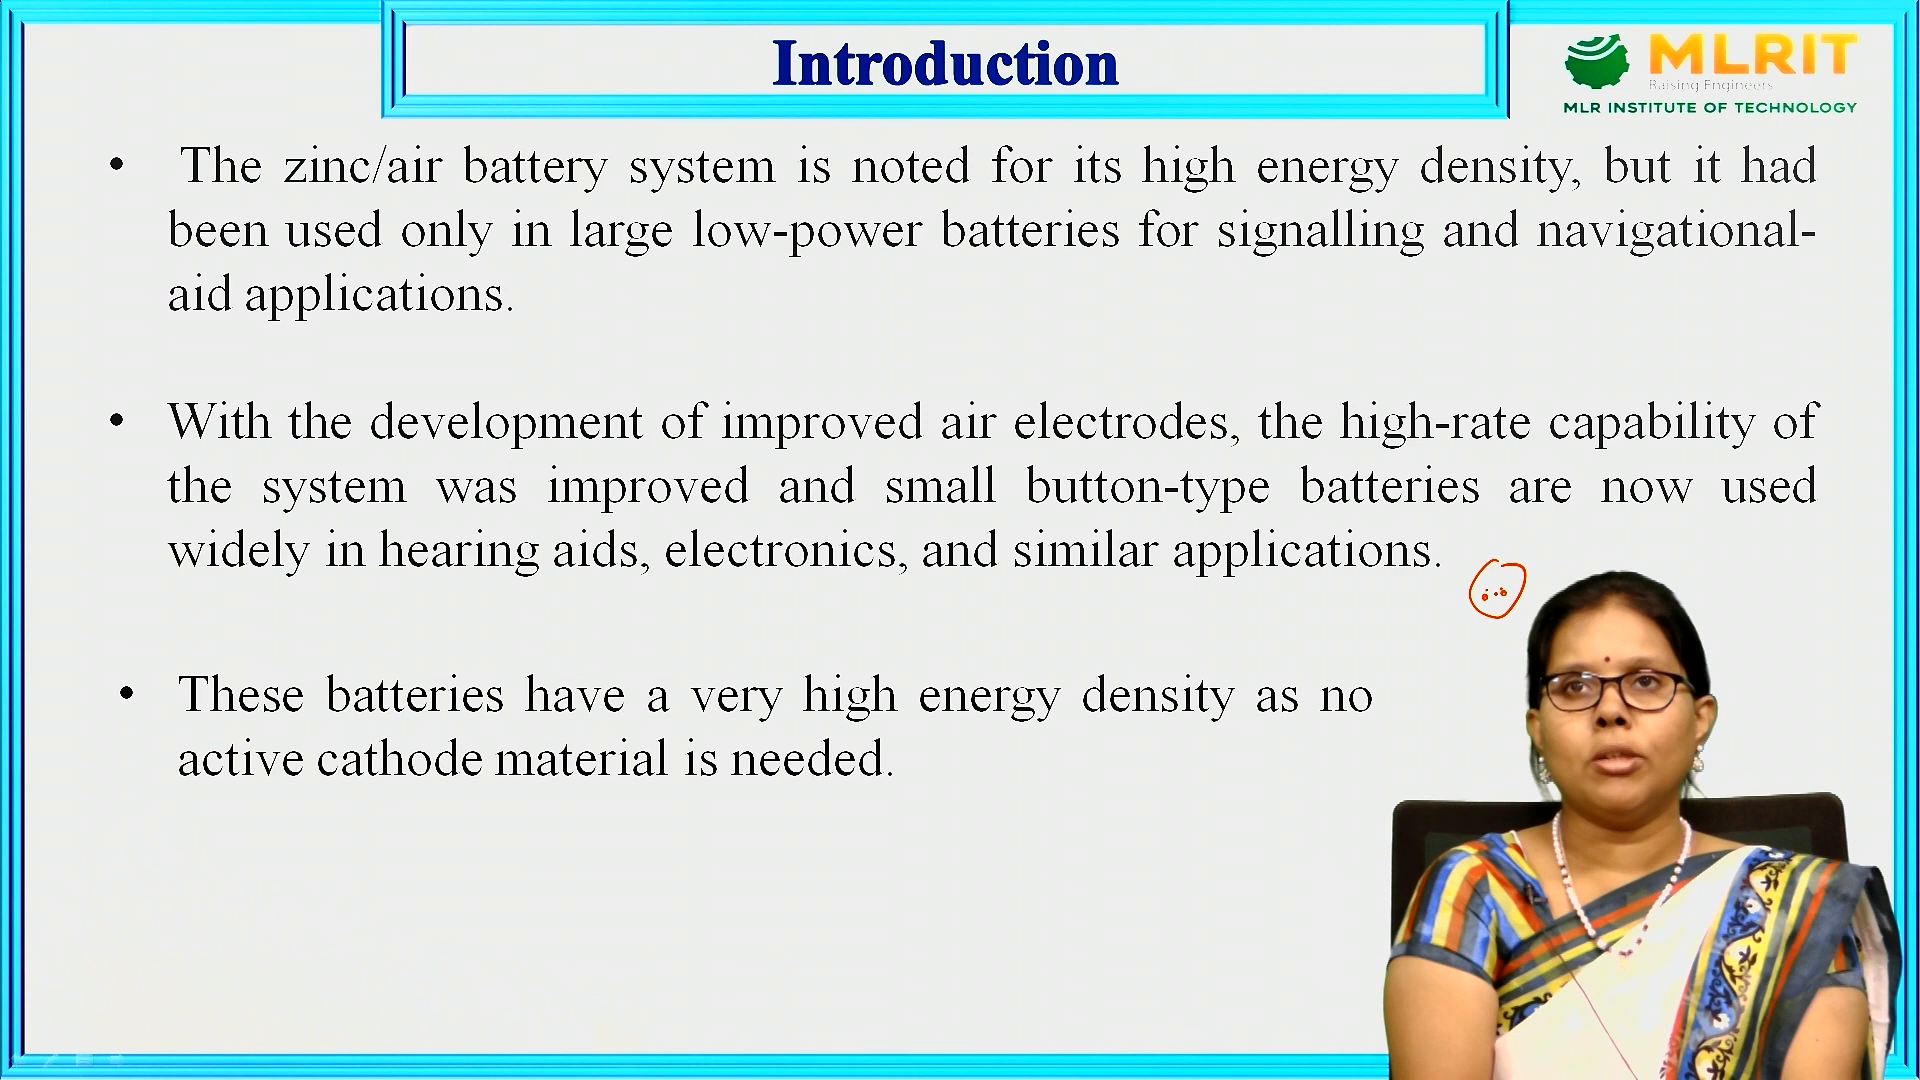 Introduction
MLRIT
Raising Engineers
MLR INSTITUTE OF TECHNOLOGY
• The zinc/air battery system is noted for its high energy density, but it had
been used only in large low-power batteries for signalling and navigational-
aid applications.
• With the development of improved air electrodes, the high-rate capability of
the system was improved and small button-type batteries are now used
widely in hearing aids, electronics, and similar applications.
• These batteries have a very high energy density as no
active cathode material is needed.